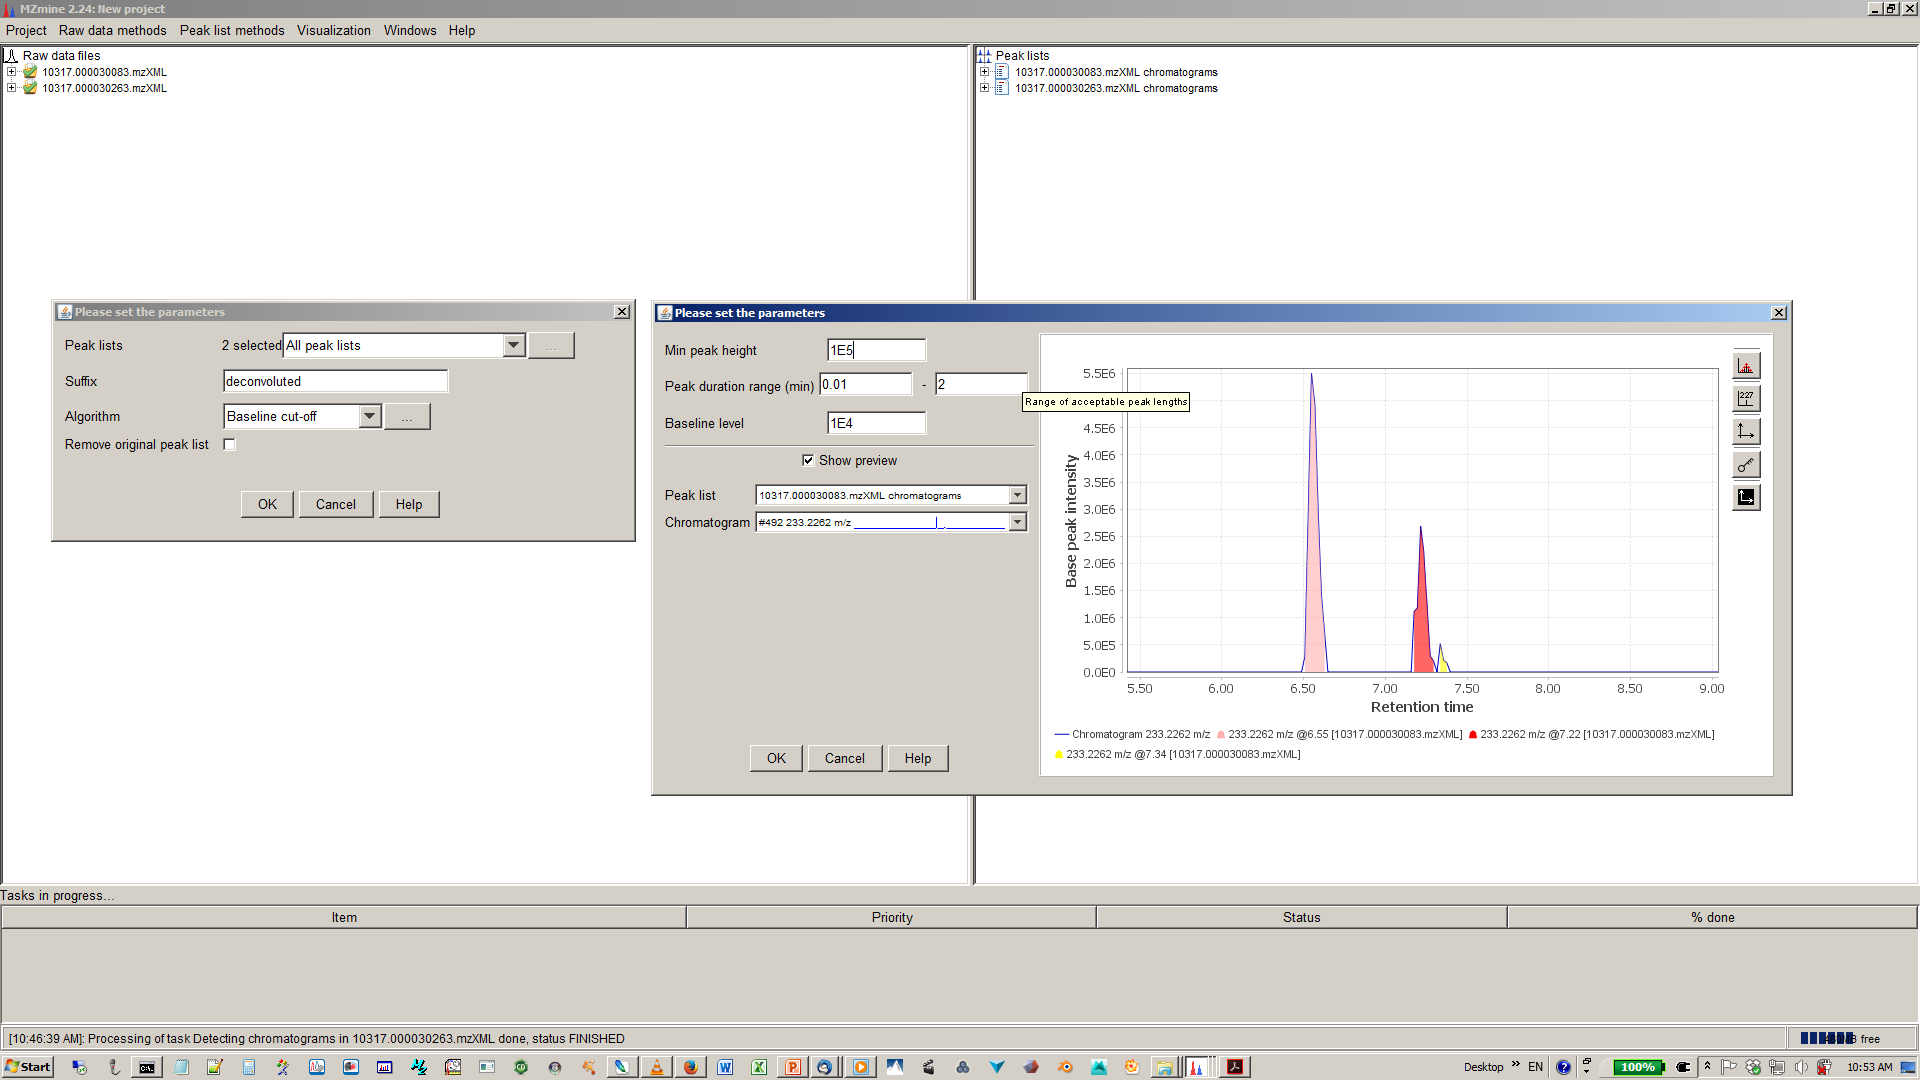 MZmine 2.24: New project
Project Raw data methods Peak list methods Visualization Windows Help
Raw data files
10317.000030083.mzXML
10317.000030263.mzXML
Peak lists
10317.000030083.mzXML chromatograms
10317.000030263.mzXML chromatograms
Please set the parameters
Peak lists 2 selected All peak lists ...
Suffix deconvoluted
Algorithm Baseline cut-off ...
Remove original peak list
OK Cancel Help
Please set the parameters
Min peak height 1E5
Peak duration range (min) 0.01 - 2
Range of acceptable peak lengths
Baseline level 1E4
Show preview
Peak list 10317.000030083.mzXML chromatograms
Chromatogram #492 233.2262 m/z
OK Cancel Help
Base peak intensity
5.5E6
4.5E6
4.0E6
3.5E6
3.0E6
2.5E6
2.0E6
1.5E6
1.0E6
5.0E5
0.0E0
5.50 6.00 6.50 7.00 7.50 8.00 8.50 9.00
Retention time
Chromatogram 233.2262 m/z 233.2262 m/z @6.55 [10317.000030083.mzXML] 233.2262 m/z @7.22 [10317.000030083.mzXML]
233.2262 m/z @7.34 [10317.000030083.mzXML]
227
Tasks in progress...
Item Priority Status % done
[10:46:39 AM]: Processing of task Detecting chromatograms in 10317.000030263.mzXML done, status FINISHED
free
Start Desktop EN 100% 10:53 AM